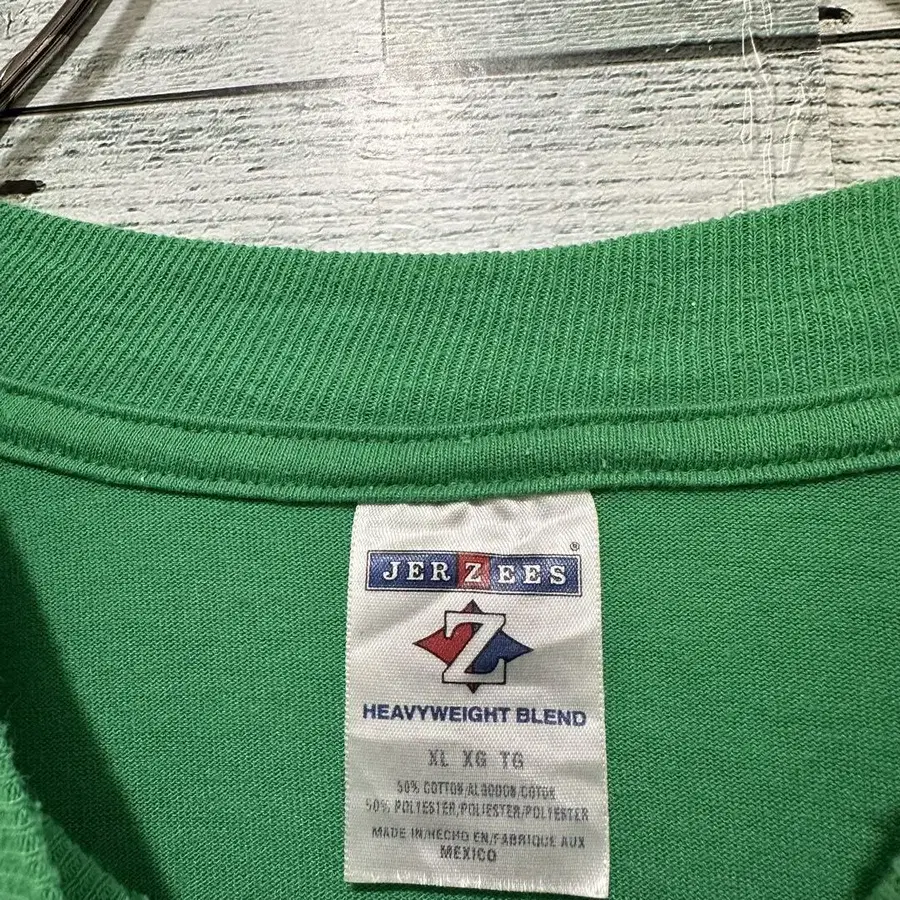 JERZEES®
Z
HEAVYWEIGHT BLEND
XL XG TG
50% COTTON/ALGODON/COTON
50% POLYESTER/POLIESTER/POLYESTER
MADE IN/HECHO EN/FABRIQUE AUX
MEXICO